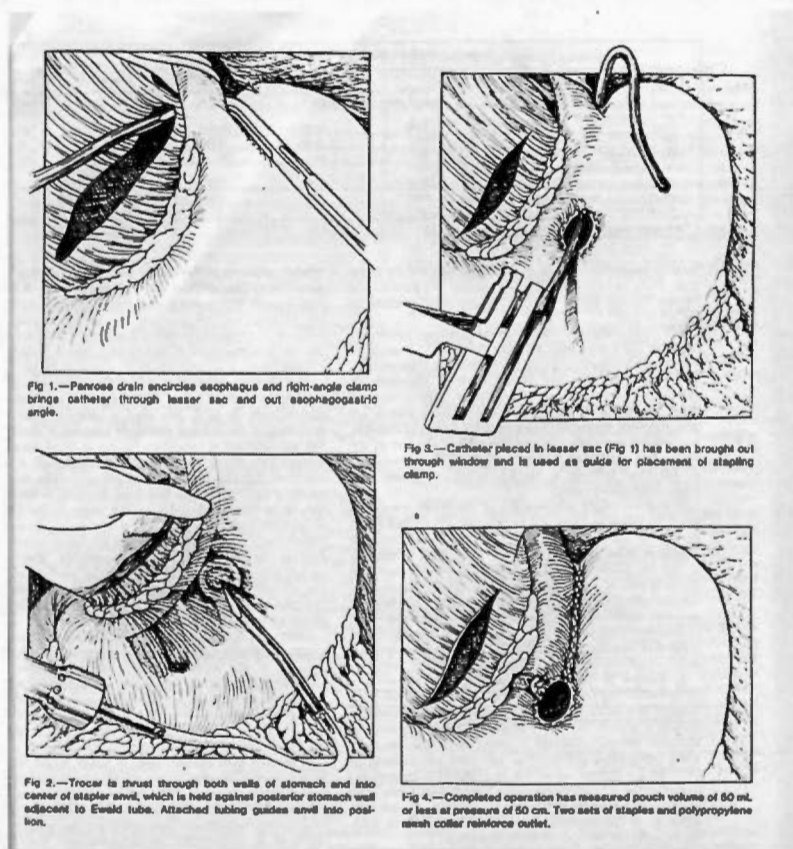 Fig 1.—Penrose drain encircles esophagus and right-angle clamp
brings catheter through lesser sac and out esophagogastric
angle.
Fig 2.—Trocar is thrust through both walls of stomach and into
center of stapler anvil, which is held against posterior stomach wall
adjacent to Ewald tube. Attached tubing guides anvil into posi-
tion.
Fig 3.—Catheter placed in lesser sac (Fig 1) has been brought out
through window and is used as guide for placement of stapling
clamp.
Fig 4.—Completed operation has measured pouch volume of 50 mL
or less at pressure of 50 cm. Two sets of staples and polypropylene
mesh collar reinforce outlet.